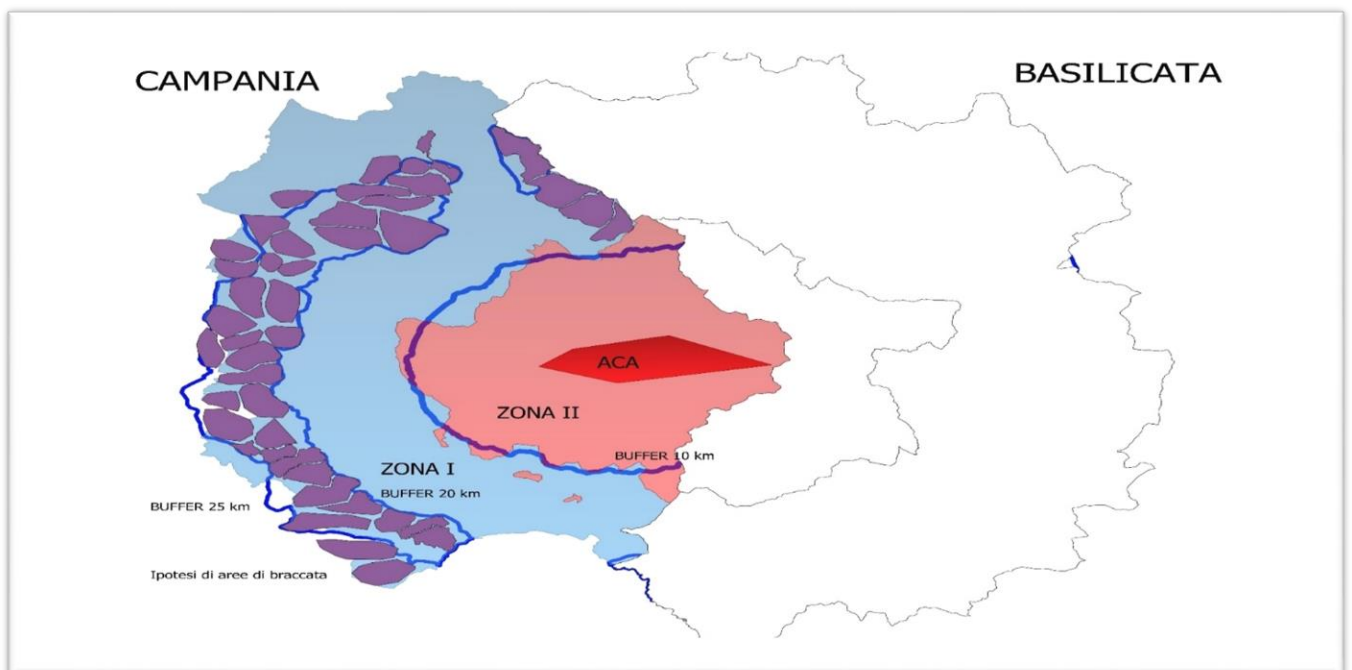 CAMPANIA
BASILICATA
ACA
ZONA II
BUFFER 10 km
ZONA I
BUFFER 20 km
BUFFER 25 km
Ipotesi di aree di braccata